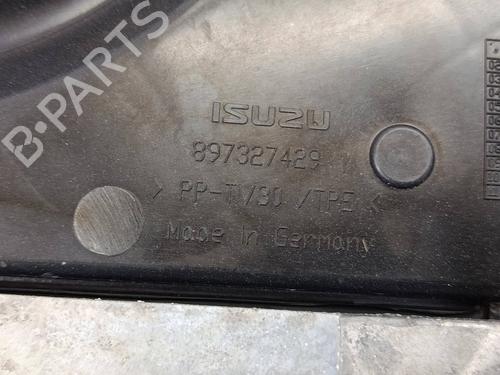 B-PARTS
ISUZU
897327429
> PP-TV30 /TPE <
Made In Germany